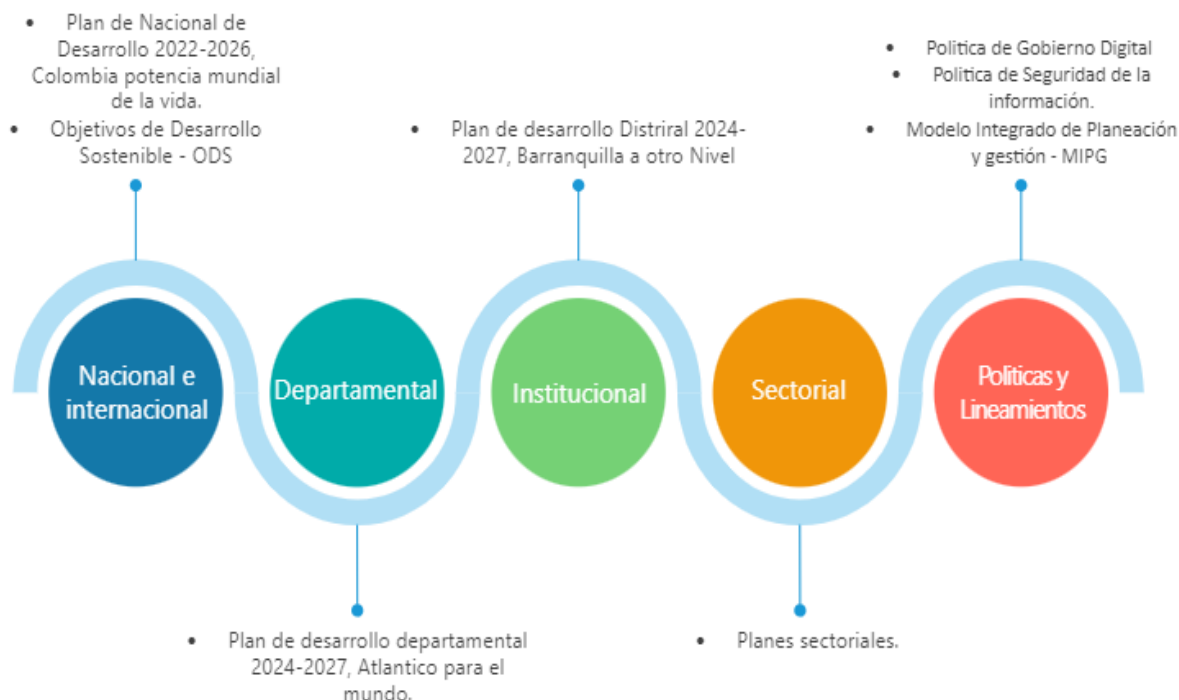 • Plan de Nacional de
Desarrollo 2022-2026,
Colombia potencia mundial
de la vida.
• Objetivos de Desarrollo
Sostenible - ODS
• Plan de desarrollo Distriral 2024-
2027, Barranquilla a otro Nivel
• Politica de Gobierno Digital
• Politica de Seguridad de la
información.
• Modelo Integrado de Planeación
y gestión - MIPG
Nacional e
internacional
Departamental
Institucional
Sectorial
Politicas y
Lineamientos
• Plan de desarrollo departamental
2024-2027, Atlantico para el
mundo.
• Planes sectoriales.